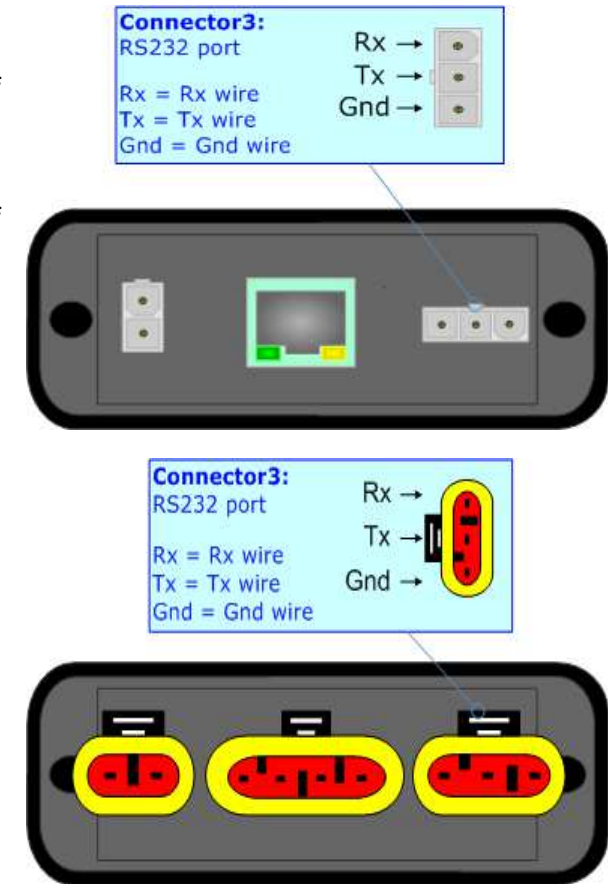 Connector3:
RS232 port
Rx = Rx wire
Tx = Tx wire
Gnd = Gnd wire
Rx →
Tx →
Gnd →
Connector3:
RS232 port
Rx = Rx wire
Tx = Tx wire
Gnd = Gnd wire
Rx →
Tx →
Gnd →